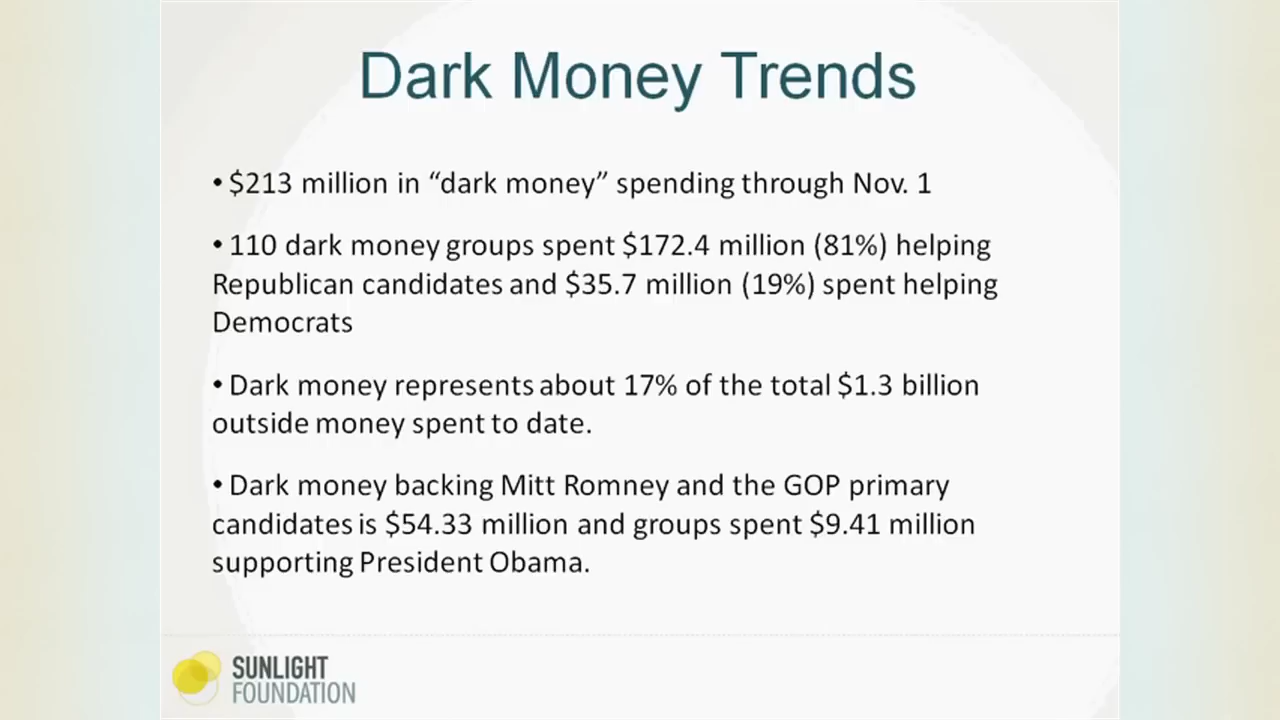 Dark Money Trends
• $213 million in “dark money” spending through Nov. 1
• 110 dark money groups spent $172.4 million (81%) helping
Republican candidates and $35.7 million (19%) spent helping
Democrats
• Dark money represents about 17% of the total $1.3 billion
outside money spent to date.
• Dark money backing Mitt Romney and the GOP primary
candidates is $54.33 million and groups spent $9.41 million
supporting President Obama.
SUNLIGHT
FOUNDATION